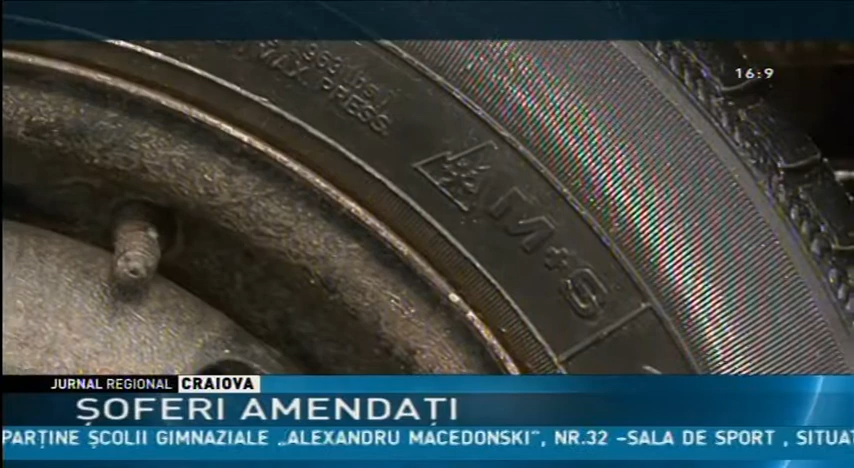 16:9
MAX. PRESS.
M+S
JURNAL REGIONAL CRAIOVA
ȘOFERI AMENDAȚI
PARȚINE ȘCOLII GIMNAZIALE „ALEXANDRU MACEDONSKI", NR.32 -SALA DE SPORT , SITUAT